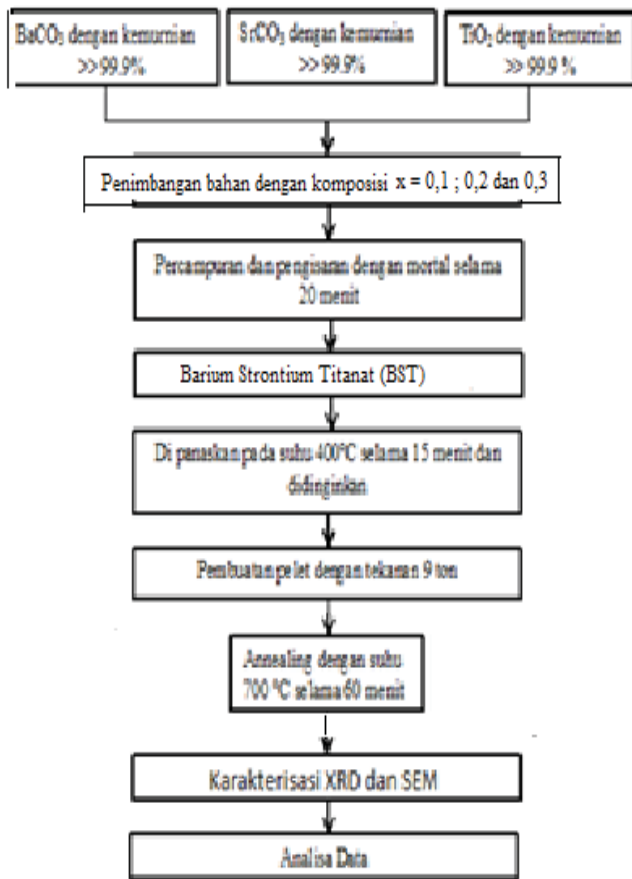 BaCO₃ dengan kemurnian
>> 99.9%
SrCO₃ dengan kemurnian
>> 99.9%
TiO₂ dengan kemurnian
>> 99.9 %
Penimbangan bahan dengan komposisi x = 0,1 ; 0,2 dan 0,3
Percampuran dan pengisaran dengan mortal selama
20 menit
Barium Strontium Titanat (BST)
Di panaskan pada suhu 400°C selama 15 menit dan
didinginkan
Pembuatan pelet dengan tekanan 9 ton
Annealing dengan suhu
700 °C selama 60 menit
Karakterisasi XRD dan SEM
Analisa Data